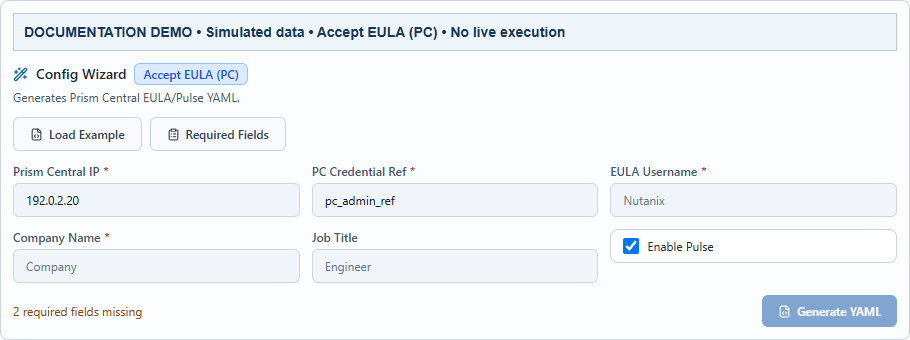 DOCUMENTATION DEMO • Simulated data • Accept EULA (PC) • No live execution
Config Wizard Accept EULA (PC)
Generates Prism Central EULA/Pulse YAML.
Load Example Required Fields
Prism Central IP * PC Credential Ref * EULA Username *
192.0.2.20 pc_admin_ref Nutanix
Company Name * Job Title
Company Engineer Enable Pulse
2 required fields missing Generate YAML